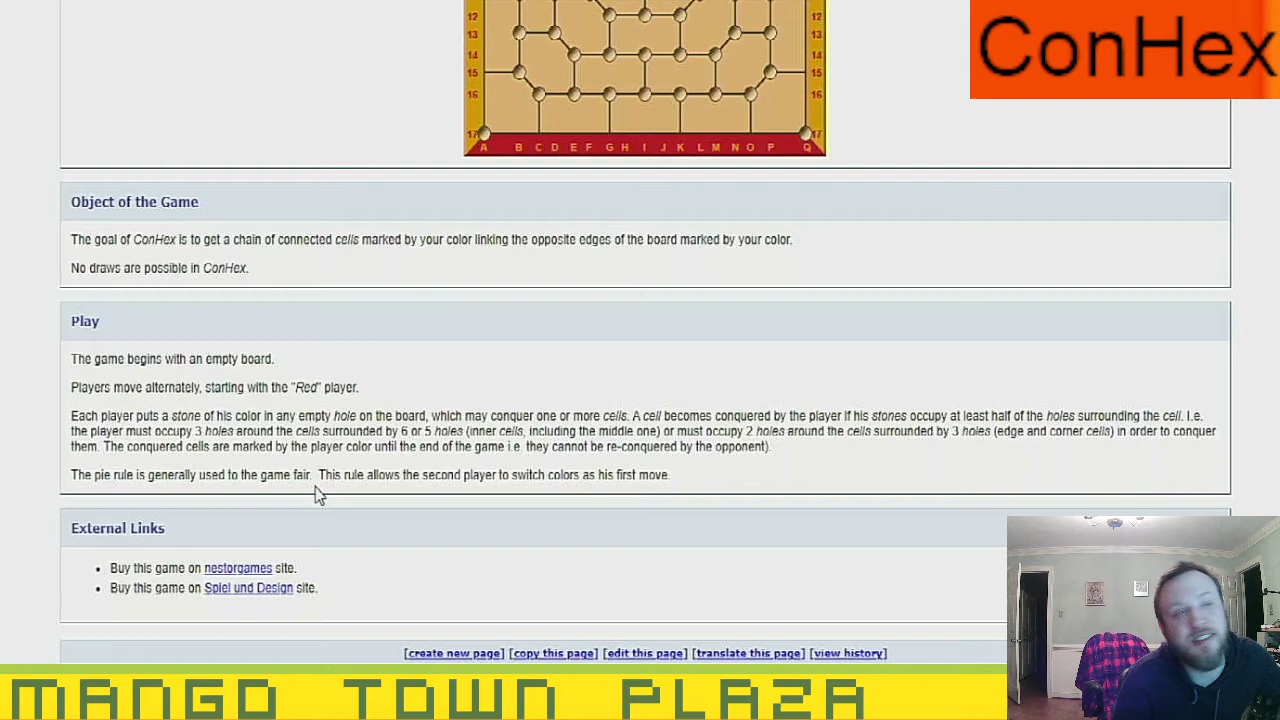 12 12
ConHex
13 13
14 14
15 15
16 16
17 17
A B C D E F G H I J K L M N O P Q
Object of the Game
The goal of ConHex is to get a chain of connected cells marked by your color linking the opposite edges of the board marked by your color.
No draws are possible in ConHex.
Play
The game begins with an empty board.
Players move alternately, starting with the "Red" player.
Each player puts a stone of his color in any empty hole on the board, which may conquer one or more cells. A cell becomes conquered by the player if his stones occupy at least half of the holes surrounding the cell. I.e.
the player must occupy 3 holes around the cells surrounded by 6 or 5 holes (inner cells, including the middle one) or must occupy 2 holes around the cells surrounded by 3 holes (edge and corner cells) in order to conquer
them. The conquered cells are marked by the player color until the end of the game i.e. they cannot be re-conquered by the opponent).
The pie rule is generally used to the game fair. This rule allows the second player to switch colors as his first move.
External Links
• Buy this game on nestorgames site.
• Buy this game on Spiel und Design site.
[create new page] [copy this page] [edit this page] [translate this page] [view history]
MANGO TOWN PLAZA